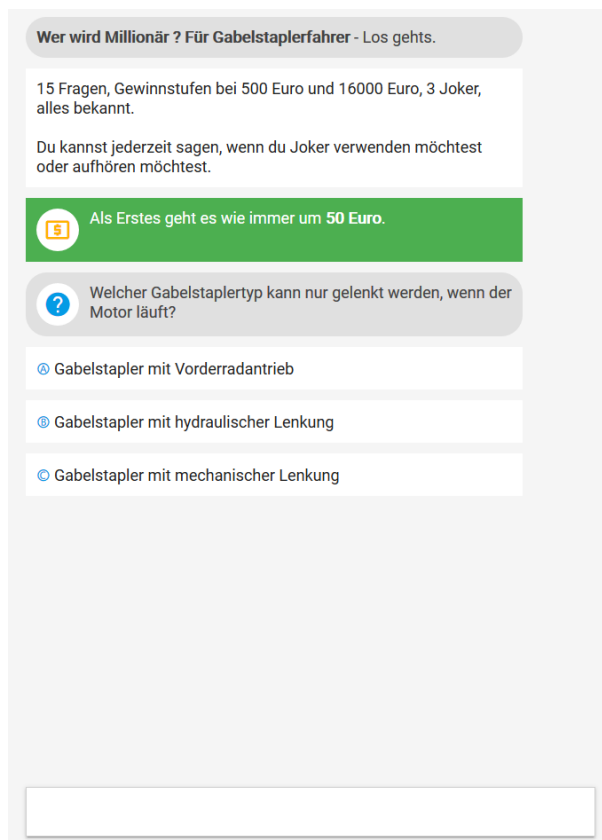 Wer wird Millionär ? Für Gabelstaplerfahrer - Los gehts.
15 Fragen, Gewinnstufen bei 500 Euro und 16000 Euro, 3 Joker,
alles bekannt.
Du kannst jederzeit sagen, wenn du Joker verwenden möchtest
oder aufhören möchtest.
Als Erstes geht es wie immer um 50 Euro.
Welcher Gabelstaplertyp kann nur gelenkt werden, wenn der
Motor läuft?
Ⓐ Gabelstapler mit Vorderradantrieb
Ⓑ Gabelstapler mit hydraulischer Lenkung
Ⓒ Gabelstapler mit mechanischer Lenkung